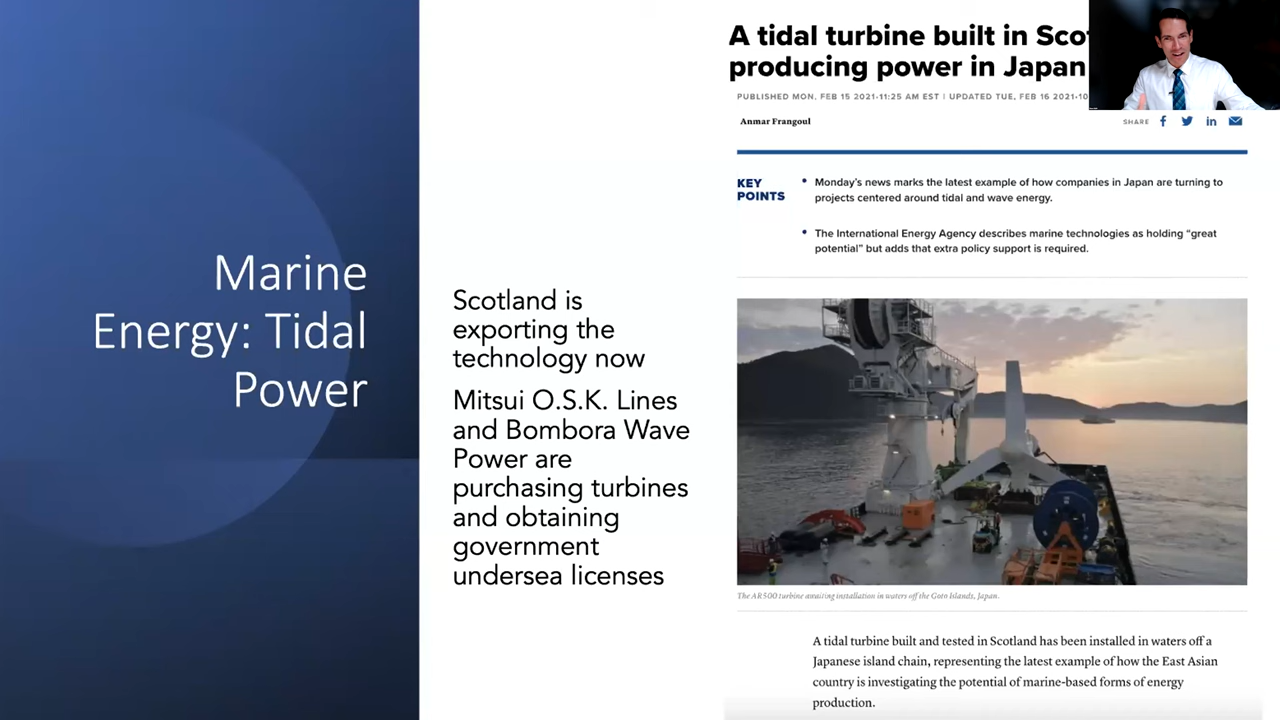 Marine
Energy: Tidal
Power
Scotland is
exporting the
technology now
Mitsui O.S.K. Lines
and Bombora Wave
Power are
purchasing turbines
and obtaining
government
undersea licenses
A tidal turbine built in Sco
producing power in Japan
PUBLISHED MON, FEB 15 2021-11:25 AM EST | UPDATED TUE, FEB 16 2021-10
Anmar Frangoul
SHARE
KEY
POINTS
• Monday's news marks the latest example of how companies in Japan are turning to
projects centered around tidal and wave energy.
• The International Energy Agency describes marine technologies as holding “great
potential” but adds that extra policy support is required.
The AR500 turbine awaiting installation in waters off the Goto Islands, Japan.
A tidal turbine built and tested in Scotland has been installed in waters off a
Japanese island chain, representing the latest example of how the East Asian
country is investigating the potential of marine-based forms of energy
production.